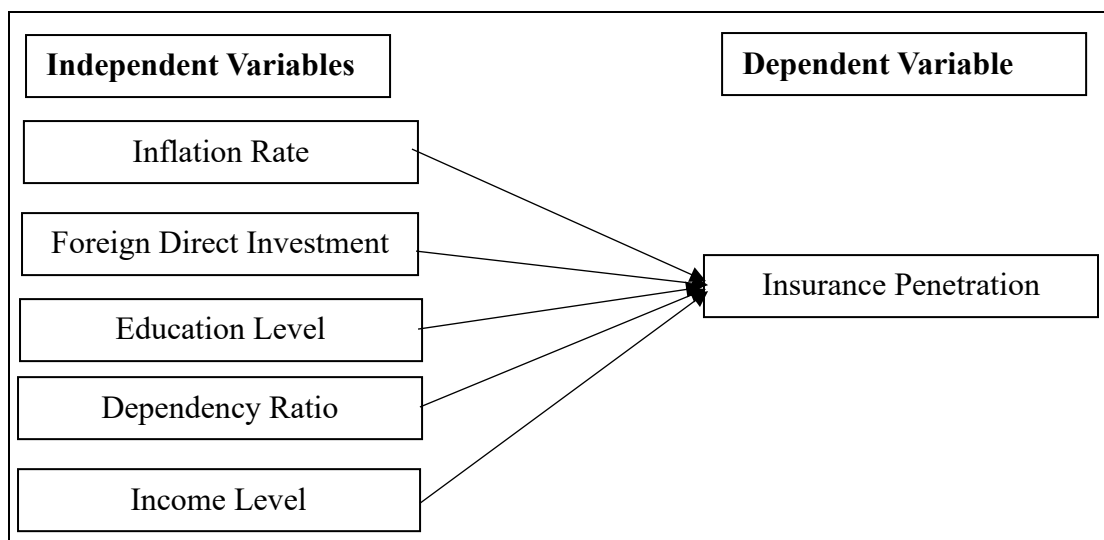 Independent Variables
Dependent Variable
Inflation Rate
Foreign Direct Investment
Insurance Penetration
Education Level
Dependency Ratio
Income Level